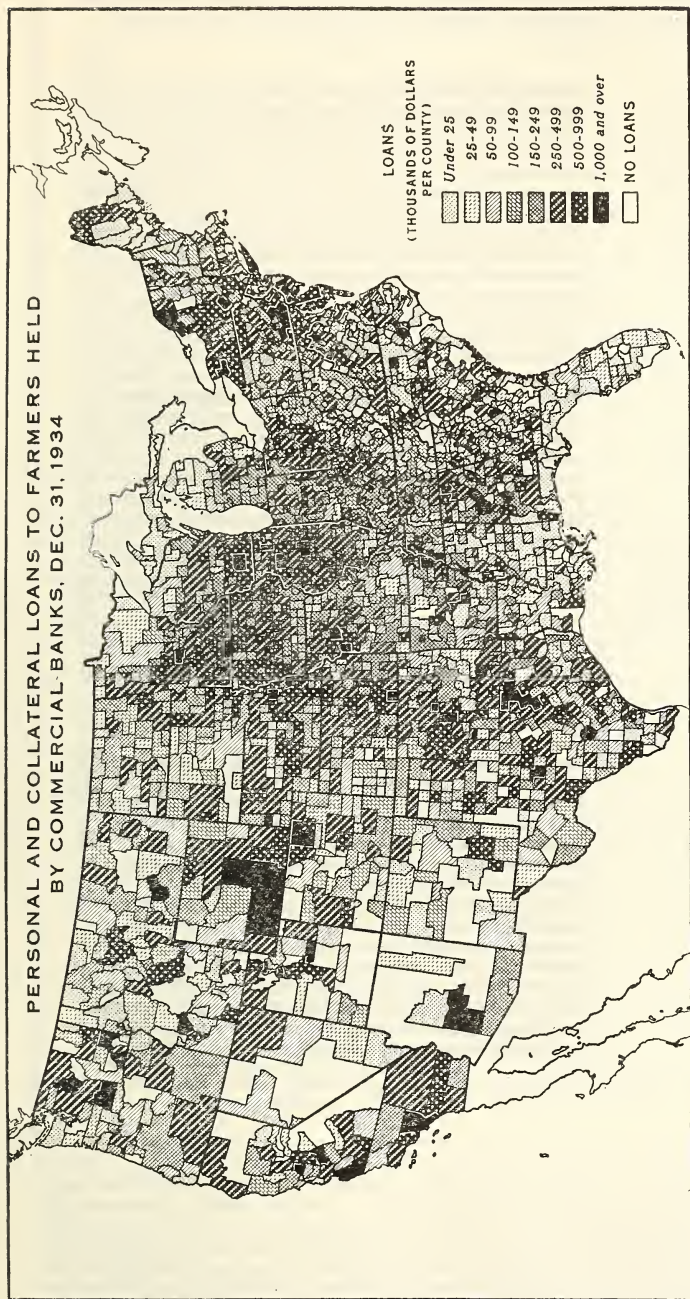 PERSONAL AND COLLATERAL LOANS TO FARMERS HELD
BY COMMERCIAL BANKS, DEC. 31, 1934
LOANS
(THOUSANDS OF DOLLARS
PER COUNTY)
Under 25
25-49
50-99
100-149
150-249
250-499
500-999
1,000 and over
NO LOANS